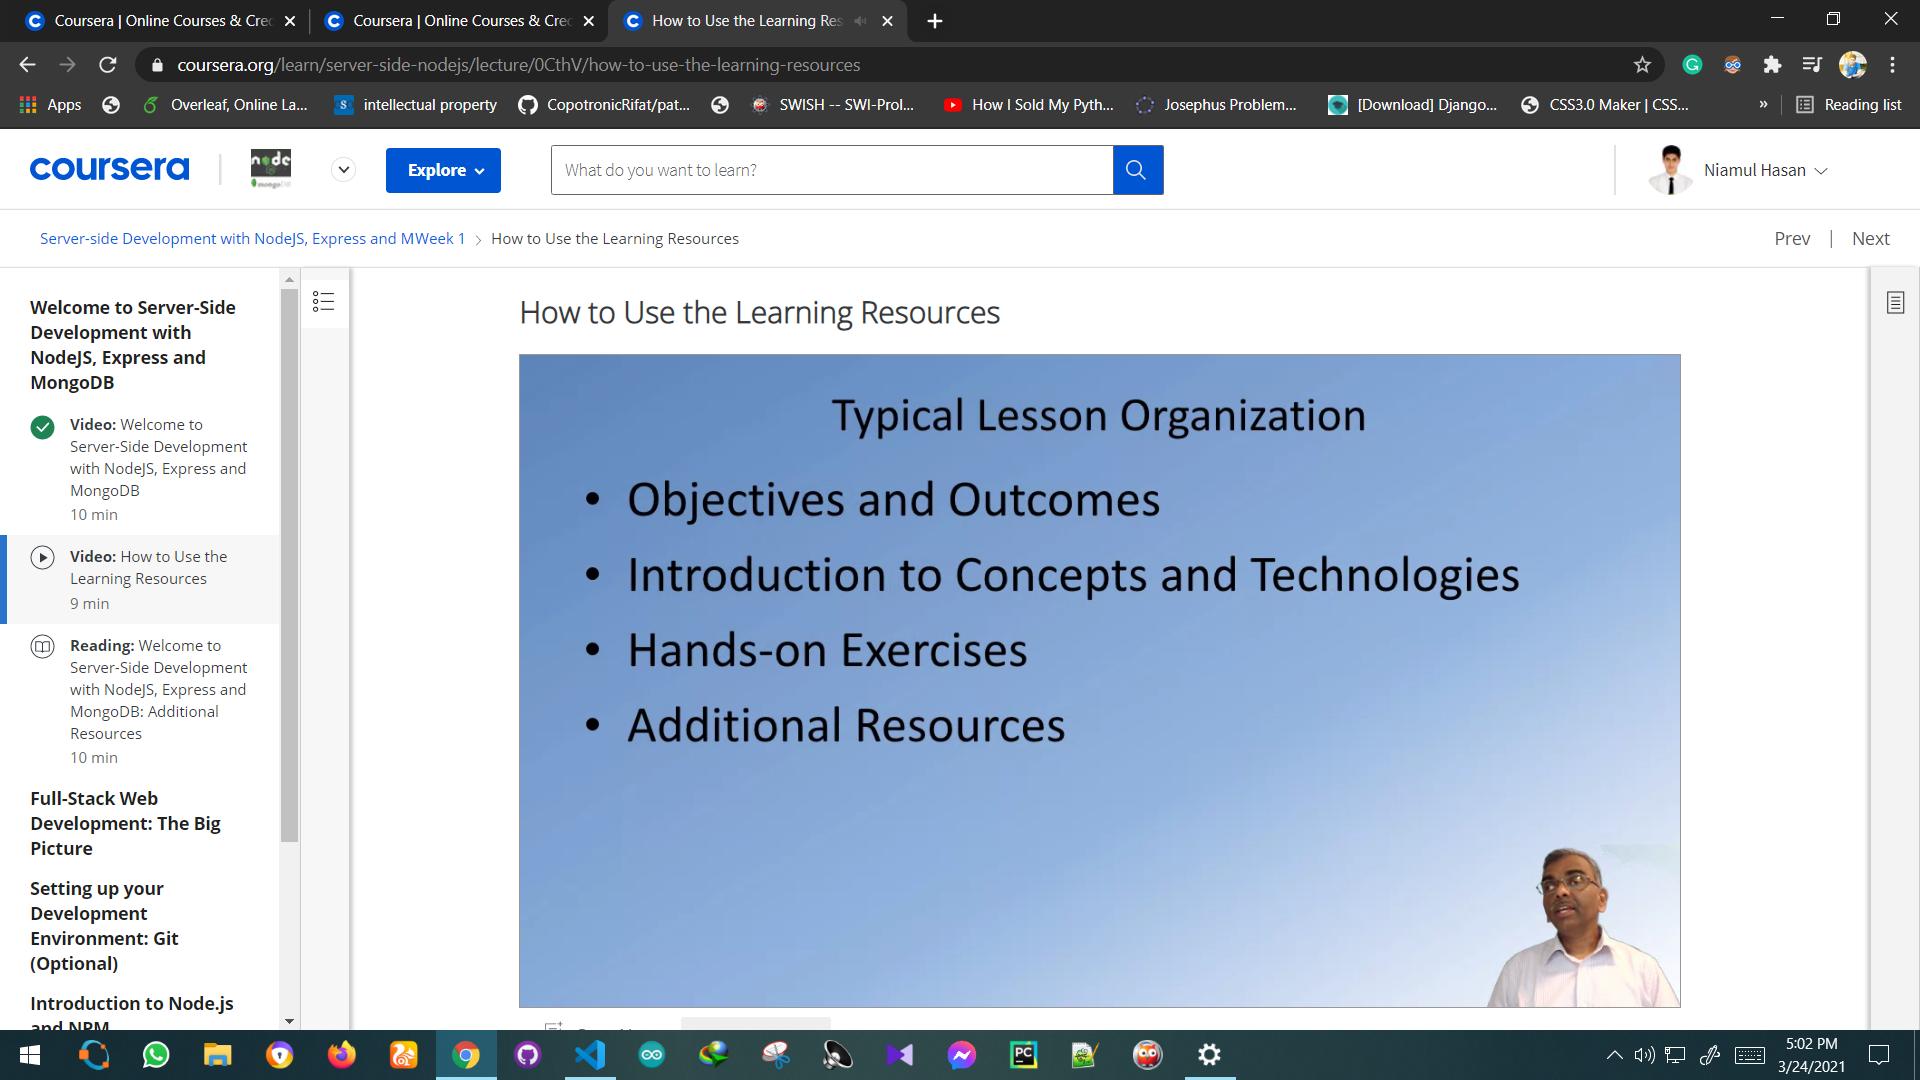 Coursera | Online Courses & Cre
Coursera | Online Courses & Cre
How to Use the Learning Res
coursera.org/learn/server-side-nodejs/lecture/0CthV/how-to-use-the-learning-resources
Apps
Overleaf, Online La...
intellectual property
CopotronicRifat/pat...
SWISH -- SWI-Prol...
How I Sold My Pyth...
Josephus Problem...
[Download] Django...
CSS3.0 Maker | CSS...
»
Reading list
coursera
node
mongoDB
Explore
What do you want to learn?
Niamul Hasan
Server-side Development with NodeJS, Express and MWeek 1
How to Use the Learning Resources
Prev | Next
Welcome to Server-Side
Development with
NodeJS, Express and
MongoDB
Video: Welcome to
Server-Side Development
with NodeJS, Express and
MongoDB
10 min
Video: How to Use the
Learning Resources
9 min
Reading: Welcome to
Server-Side Development
with NodeJS, Express and
MongoDB: Additional
Resources
10 min
Full-Stack Web
Development: The Big
Picture
Setting up your
Development
Environment: Git
(Optional)
Introduction to Node.js
and NPM
How to Use the Learning Resources
Typical Lesson Organization
• Objectives and Outcomes
• Introduction to Concepts and Technologies
• Hands-on Exercises
• Additional Resources
PC
5:02 PM
3/24/2021